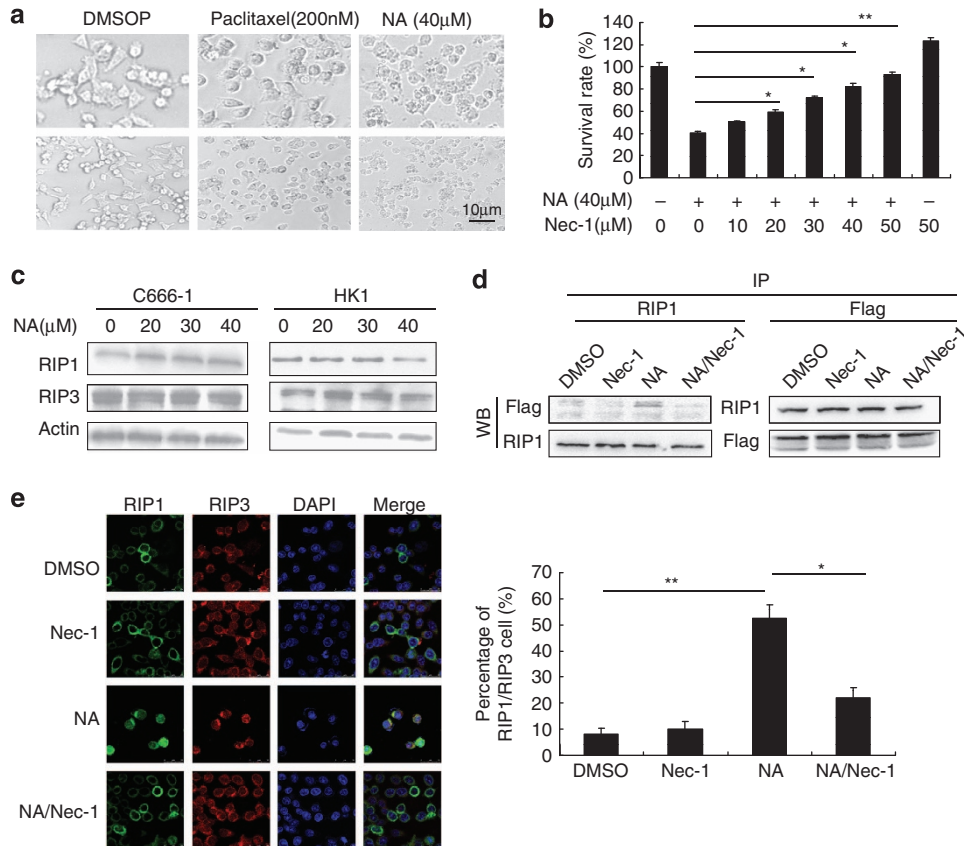 a
DMSOP Paclitaxel(200nM) NA (40μM)
10μm
b
Survival rate (%)
140
120
100
80
60
40
20
0
* * * **
NA (40μM) − + + + + + + −
Nec-1(μM) 0 0 10 20 30 40 50 50
c
C666-1 HK1
NA(μM) 0 20 30 40 0 20 30 40
RIP1
RIP3
Actin
d
IP
RIP1 Flag
DMSO Nec-1 NA NA/Nec-1 DMSO Nec-1 NA NA/Nec-1
WB
Flag RIP1
RIP1 Flag
e
RIP1 RIP3 DAPI Merge
DMSO
Nec-1
NA
NA/Nec-1
Percentage of
RIP1/RIP3 cell (%)
70
60
50
40
30
20
10
0
** *
DMSO Nec-1 NA NA/Nec-1